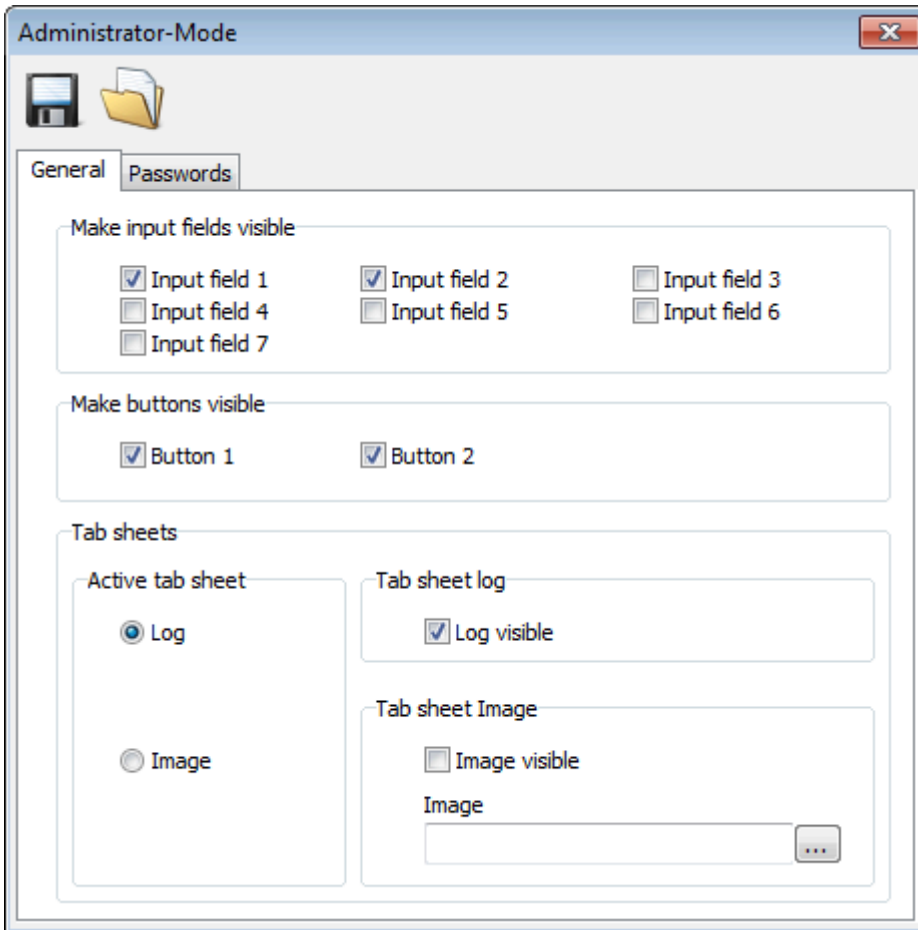 Administrator-Mode
General Passwords
Make input fields visible
Input field 1 Input field 2 Input field 3
Input field 4 Input field 5 Input field 6
Input field 7
Make buttons visible
Button 1 Button 2
Tab sheets
Active tab sheet
Log
Image
Tab sheet log
Log visible
Tab sheet Image
Image visible
Image
...